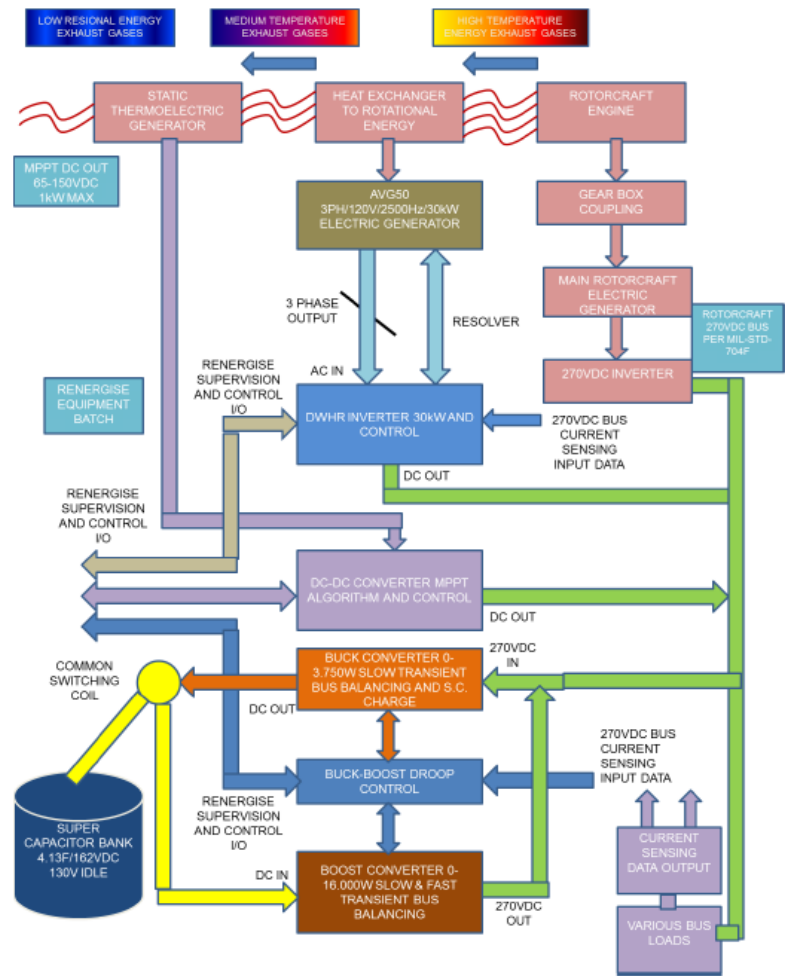 LOW RESIONAL ENERGY
EXHAUST GASES
MEDIUM TEMPERATURE
EXHAUST GASES
HIGH TEMPERATURE
ENERGY EXHAUST GASES
STATIC
THERMOELECTRIC
GENERATOR
HEAT EXCHANGER
TO ROTATIONAL
ENERGY
ROTORCRAFT
ENGINE
MPPT DC OUT
65-150VDC
1kW MAX
AVG50
3PH/120V/2500Hz/30kW
ELECTRIC GENERATOR
GEAR BOX
COUPLING
3 PHASE
OUTPUT
RESOLVER
MAIN ROTORCRAFT
ELECTRIC
GENERATOR
ROTORCRAFT
270VDC BUS
PER MIL-STD-
704F
RENERGISE
SUPERVISION
AND CONTROL
I/O
AC IN
270VDC INVERTER
RENERGISE
EQUIPMENT
BATCH
DWHR INVERTER 30kW AND
CONTROL
270VDC BUS
CURRENT
SENSING
INPUT DATA
DC OUT
RENERGISE
SUPERVISION
AND CONTROL
I/O
DC-DC CONVERTER MPPT
ALGORITHM AND CONTROL
DC OUT
COMMON
SWITCHING
COIL
BUCK CONVERTER 0-
3.750W SLOW TRANSIENT
BUS BALANCING AND S.C.
CHARGE
270VDC
IN
DC OUT
270VDC BUS
CURRENT
SENSING
INPUT DATA
BUCK-BOOST DROOP
CONTROL
RENERGISE
SUPERVISION
AND CONTROL
I/O
SUPER
CAPACITOR BANK
4.13F/162VDC
130V IDLE
CURRENT
SENSING
DATA OUTPUT
DC IN
BOOST CONVERTER 0-
16.000W SLOW & FAST
TRANSIENT BUS
BALANCING
270VDC
OUT
VARIOUS BUS
LOADS